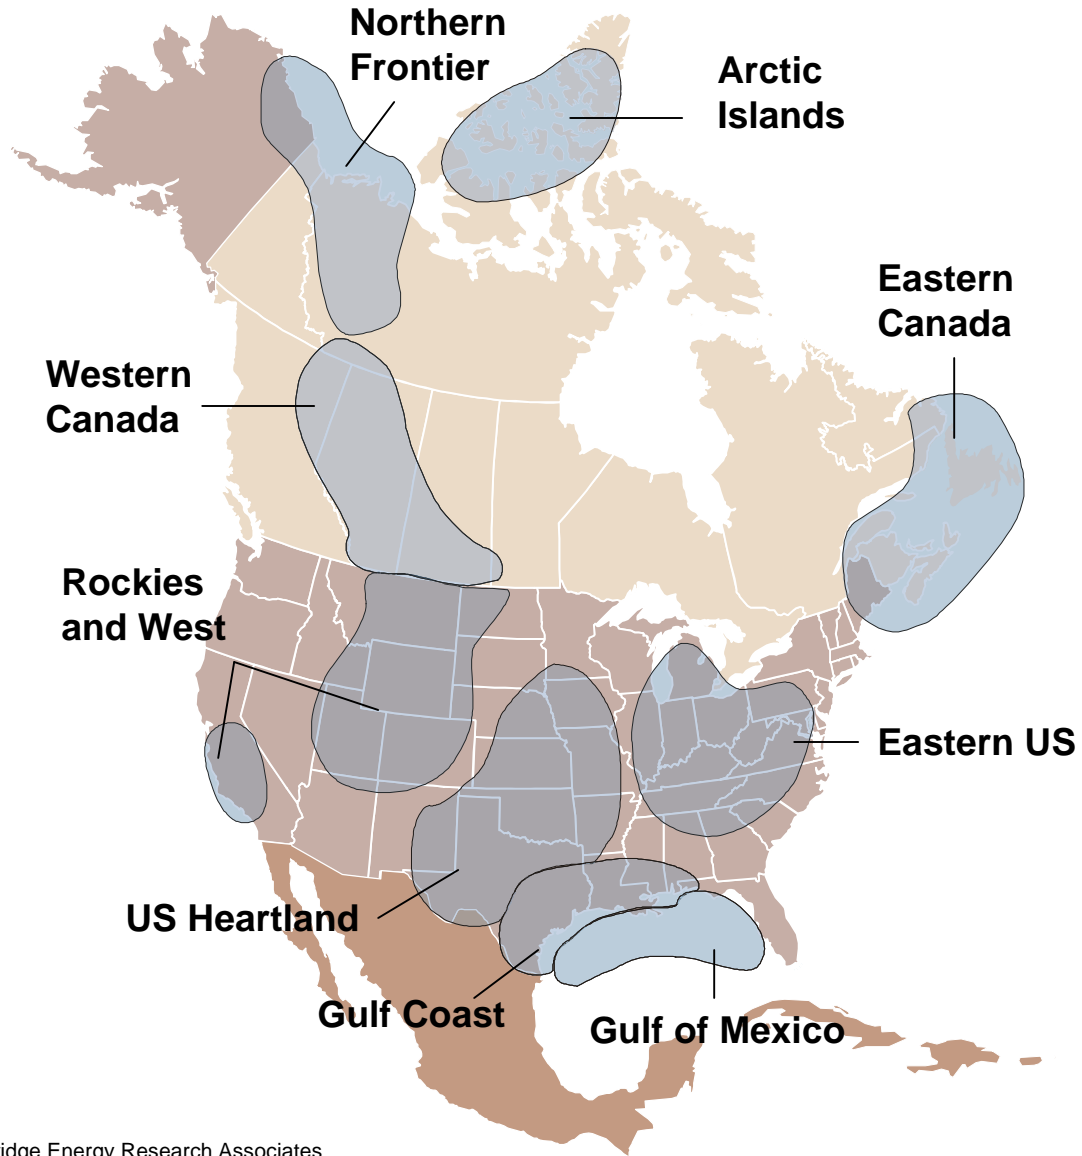 Northern
Frontier
Arctic
Islands
Eastern
Canada
Western
Canada
Rockies
and West
Eastern US
US Heartland
Gulf Coast
Gulf of Mexico
Energy Research Associates